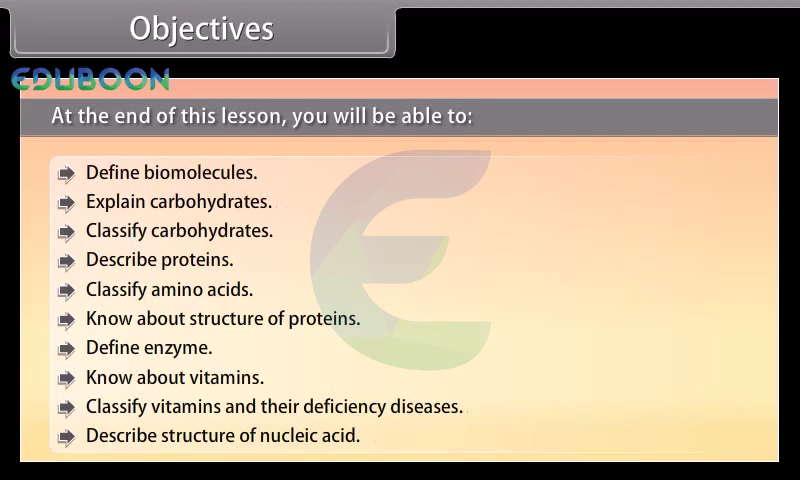 Objectives
EDUBOON
At the end of this lesson, you will be able to:
Define biomolecules.
Explain carbohydrates.
Classify carbohydrates.
Describe proteins.
Classify amino acids.
Know about structure of proteins.
Define enzyme.
Know about vitamins.
Classify vitamins and their deficiency diseases.
Describe structure of nucleic acid.